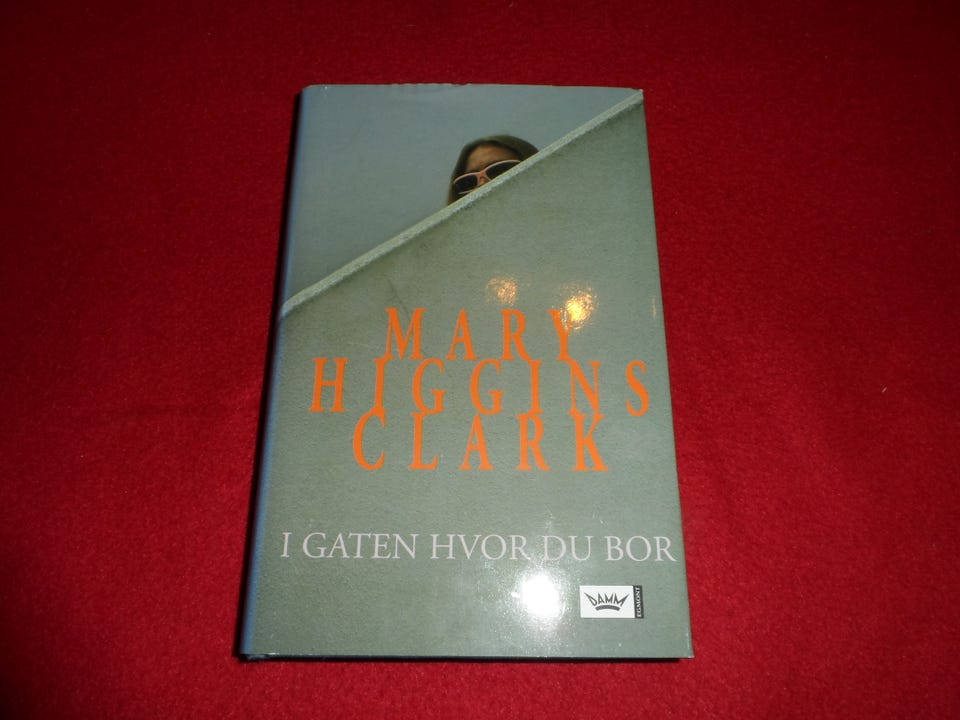 MARY
HIGGINS
CLARK
I GATEN HVOR DU BOR
DAMM
EGMONT